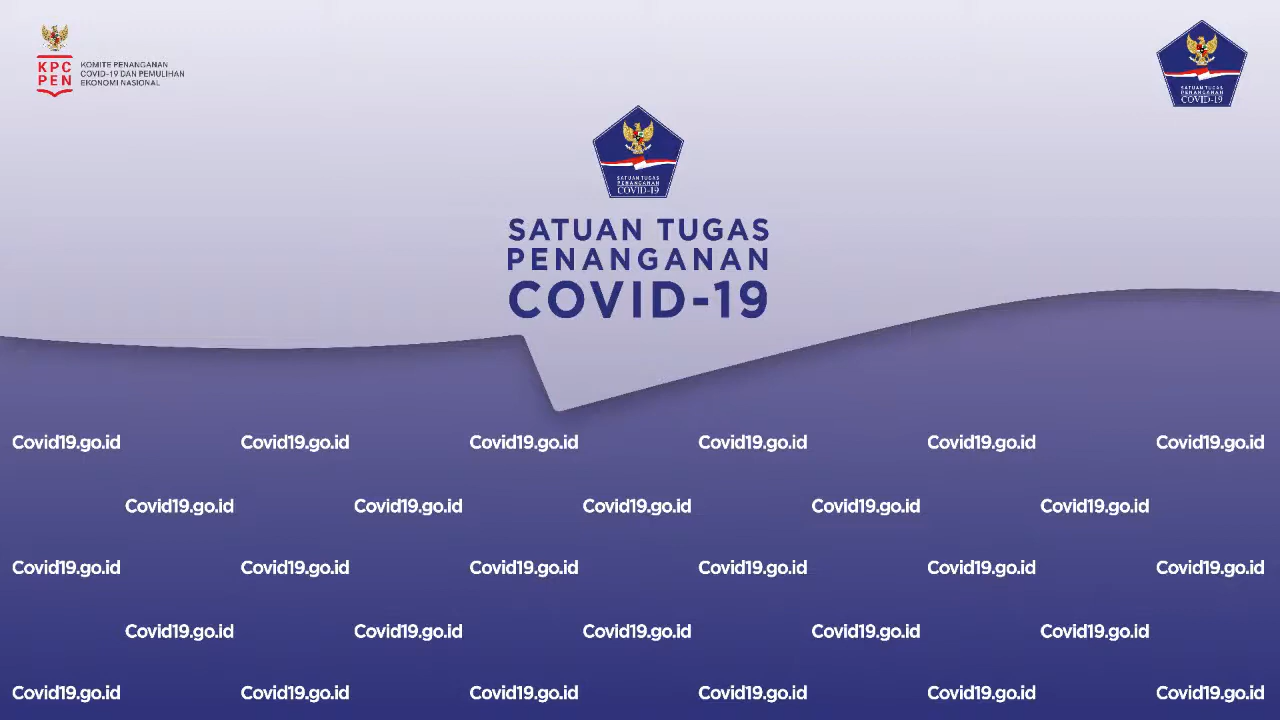 KPC
PEN
KOMITE PENANGANAN
COVID-19 DAN PEMULIHAN
EKONOMI NASIONAL
SATUAN TUGAS
PENANGANAN
COVID-19
SATUAN TUGAS
PENANGANAN
COVID-19
SATUAN TUGAS
PENANGANAN
COVID-19
Covid19.go.id Covid19.go.id Covid19.go.id Covid19.go.id Covid19.go.id Covid19.go.id
Covid19.go.id Covid19.go.id Covid19.go.id Covid19.go.id Covid19.go.id
Covid19.go.id Covid19.go.id Covid19.go.id Covid19.go.id Covid19.go.id Covid19.go.id
Covid19.go.id Covid19.go.id Covid19.go.id Covid19.go.id Covid19.go.id
Covid19.go.id Covid19.go.id Covid19.go.id Covid19.go.id Covid19.go.id Covid19.go.id